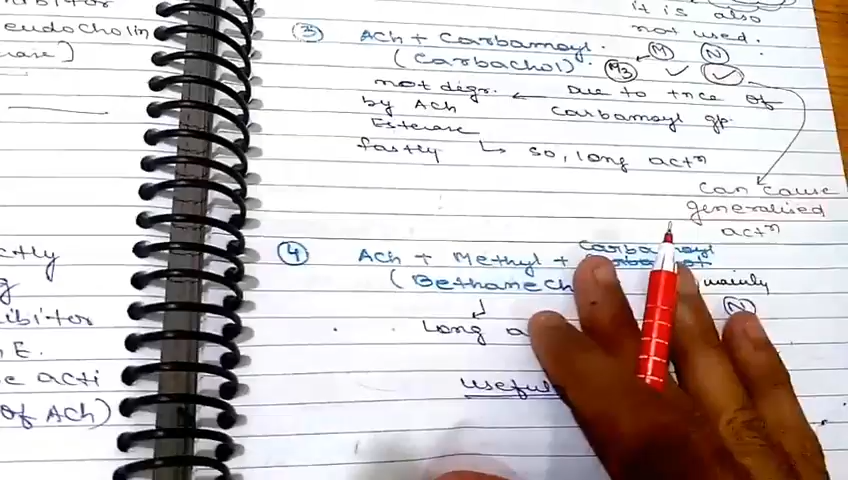 it is also
not used.
③ ACh + Carbamoyl.
(Carbachol).
M N
M3 ✓ ✓
not degr. ← Due to tnce of
by ACh carbamoyl gp.
Esterase
fastly ↳ so, long actn
can cause
generalised
actn
④ ACh + Methyl + Carbamoyl
(Bethanech
mainly
N
Long a
useful
eudocholin
ase]
ctly
g
ibitor
E.
e acti
of ACh)